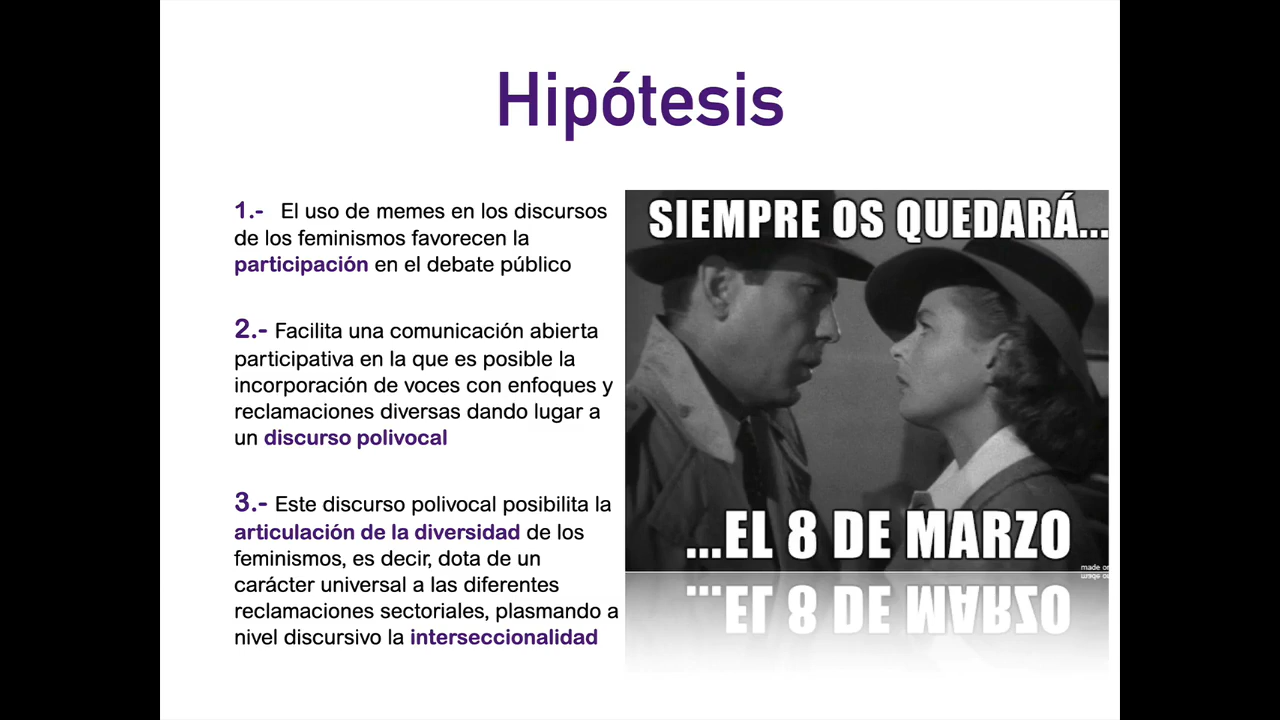 Hipótesis
1.- El uso de memes en los discursos
de los feminismos favorecen la
participación en el debate público
2.- Facilita una comunicación abierta
participativa en la que es posible la
incorporación de voces con enfoques y
reclamaciones diversas dando lugar a
un discurso polivocal
3.- Este discurso polivocal posibilita la
articulación de la diversidad de los
feminismos, es decir, dota de un
carácter universal a las diferentes
reclamaciones sectoriales, plasmando a
nivel discursivo la interseccionalidad
SIEMPRE OS QUEDARÁ...
...EL 8 DE MARZO
made on